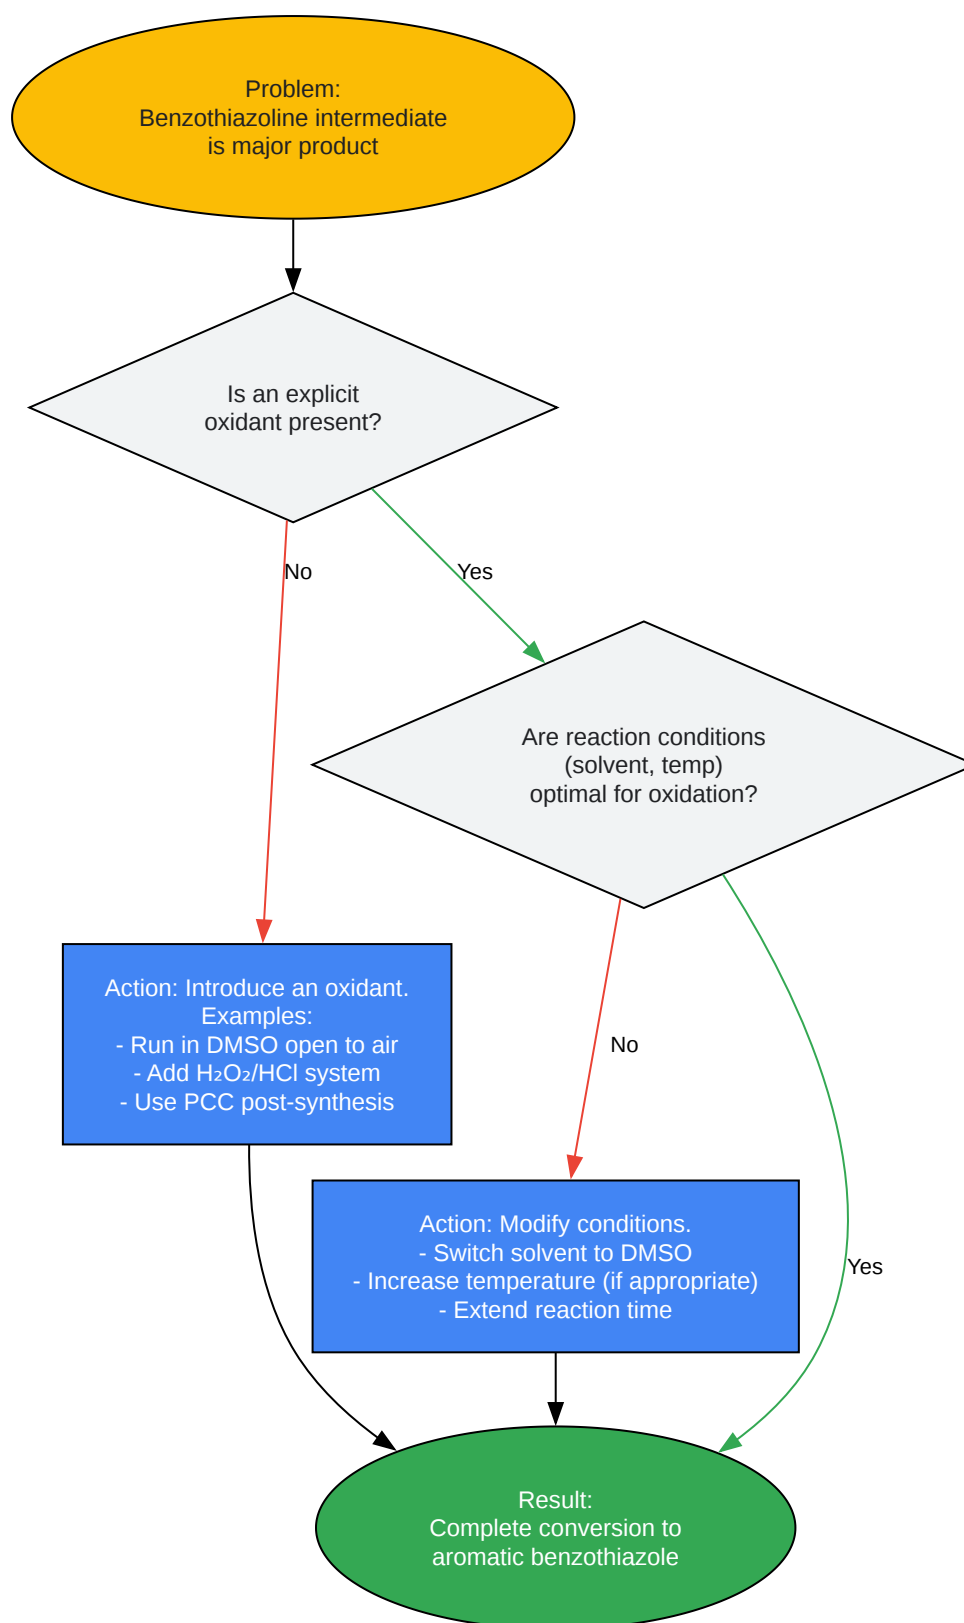 Problem:
Benzothiazoline intermediate
is major product
Is an explicit
oxidant present?
No
Yes
Are reaction conditions
(solvent, temp)
optimal for oxidation?
Action: Introduce an oxidant.
Examples:
- Run in DMSO open to air
- Add H₂O₂/HCl system
- Use PCC post-synthesis
No
Action: Modify conditions.
- Switch solvent to DMSO
- Increase temperature (if appropriate)
- Extend reaction time
Yes
Result:
Complete conversion to
aromatic benzothiazole